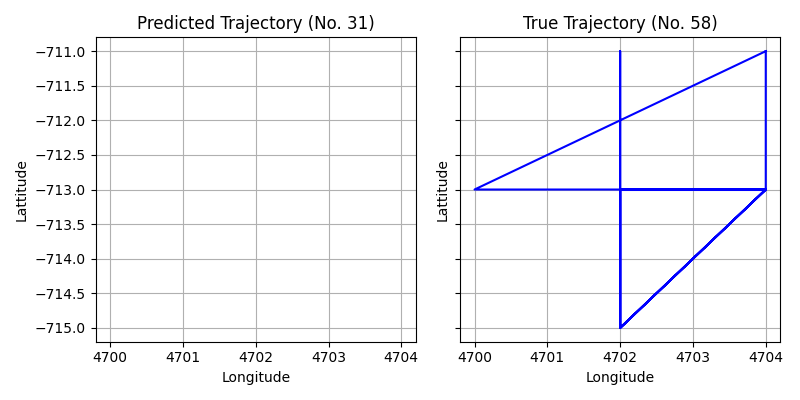 Predicted Trajectory (No. 31)
−711.0
−711.5
−712.0
−712.5
−713.0
−713.5
−714.0
−714.5
−715.0
Lattitude
4700 4701 4702 4703 4704
Longitude
True Trajectory (No. 58)
Lattitude
4700 4701 4702 4703 4704
Longitude